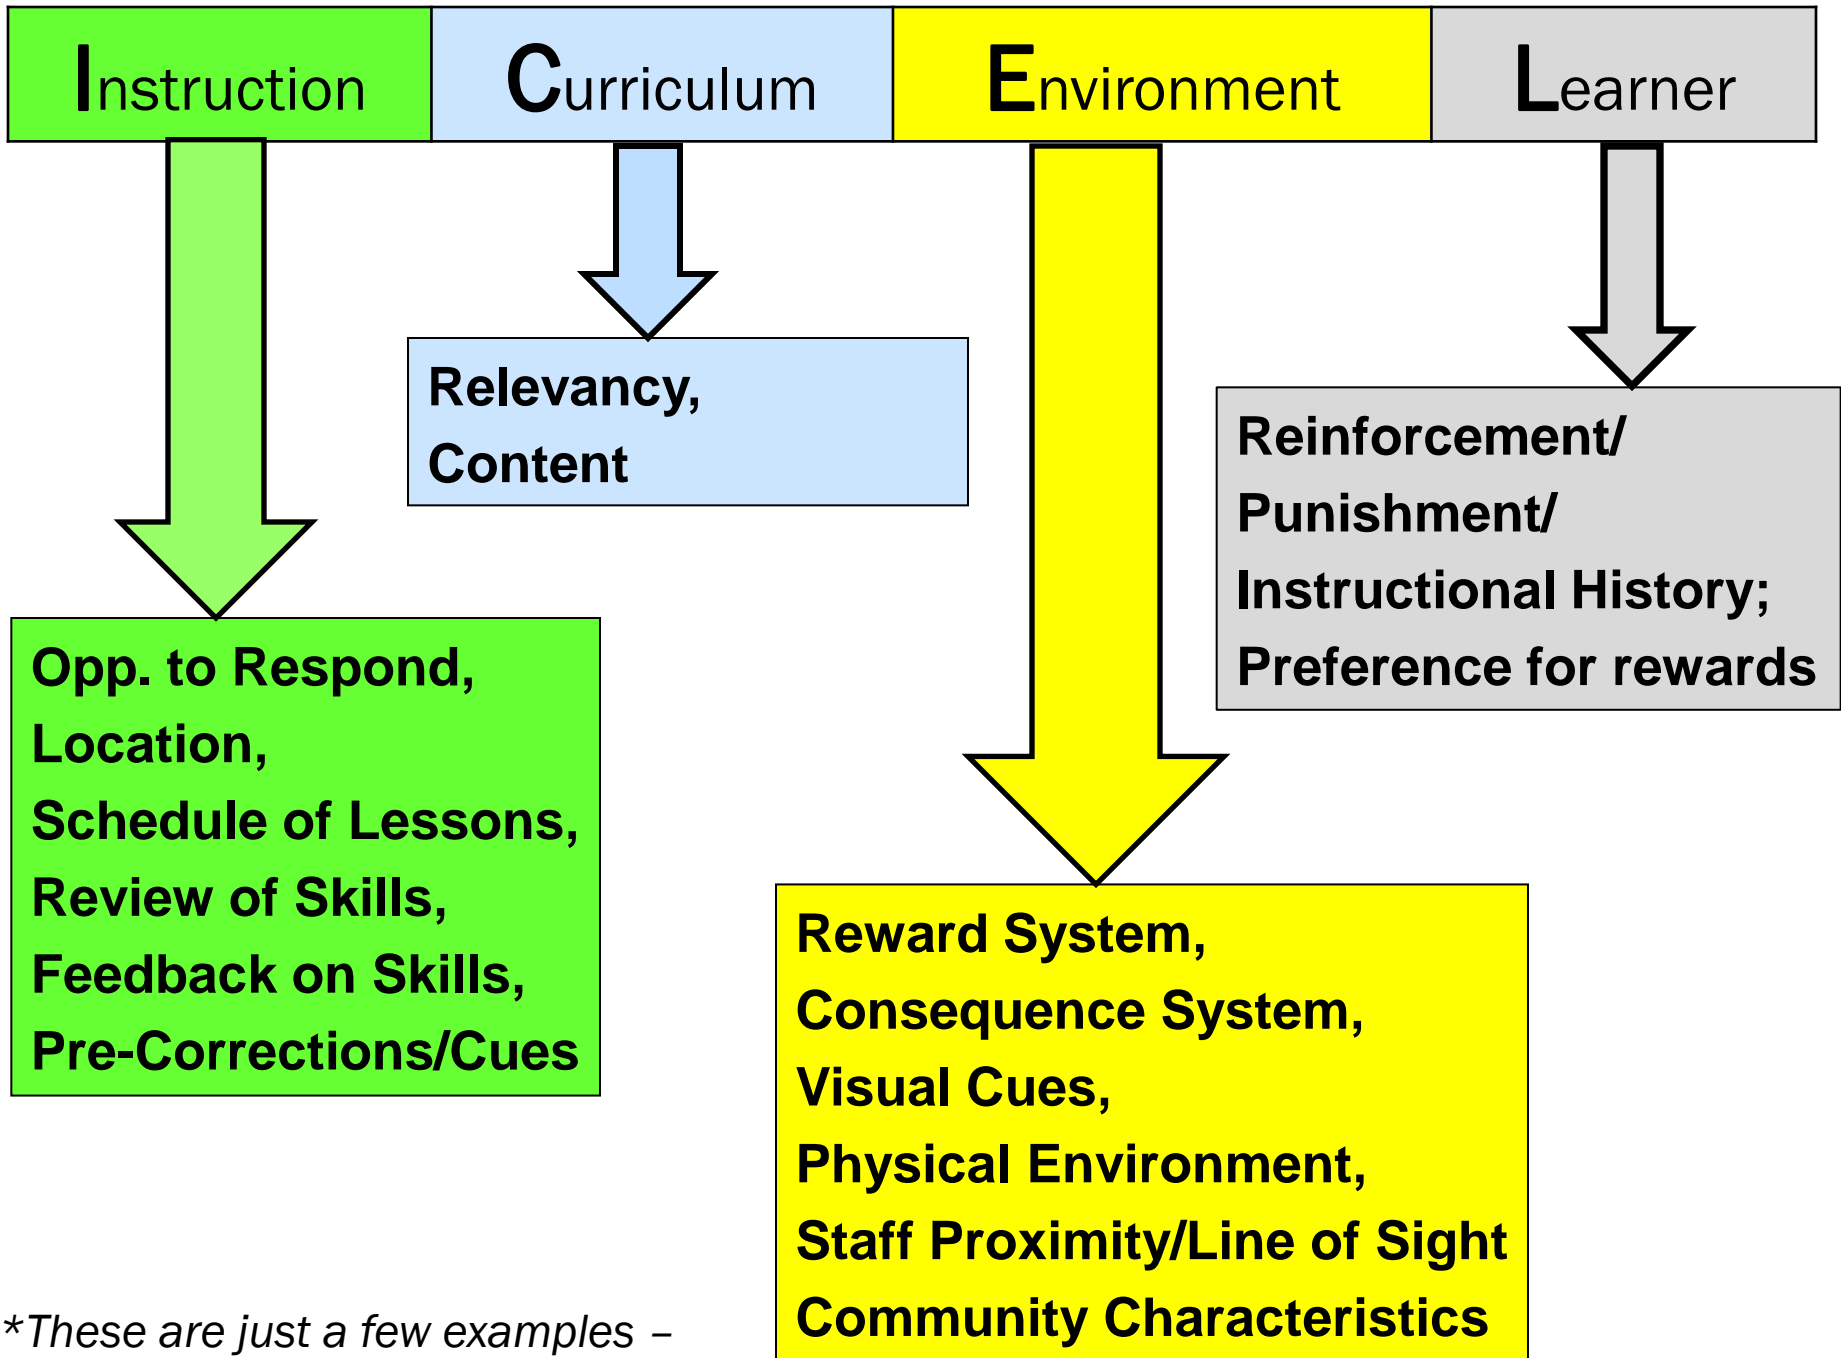 Instruction
Curriculum
Environment
Learner
Relevancy,
Content
Reinforcement/
Punishment/
Instructional History;
Preference for rewards
Opp. to Respond,
Location,
Schedule of Lessons,
Review of Skills,
Feedback on Skills,
Pre-Corrections/Cues
Reward System,
Consequence System,
Visual Cues,
Physical Environment,
Staff Proximity/Line of Sight
Community Characteristics
*These are just a few examples –